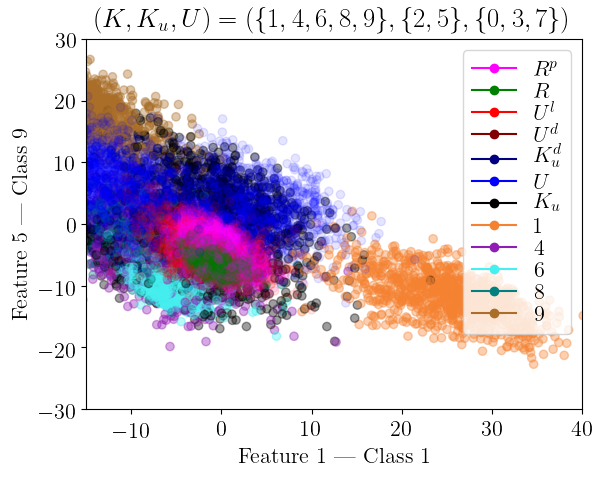 (K, K_u, U) = ({1, 4, 6, 8, 9}, {2, 5}, {0, 3, 7})
30
20
10
0
−10
−20
−30
Feature 5 — Class 9
R^p
R
U^l
U^d
K_u^d
U
K_u
1
4
6
8
9
−10
0
10
20
30
40
Feature 1 — Class 1